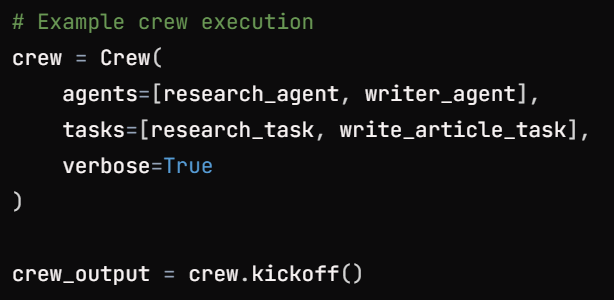 # Example crew execution
crew = Crew(
    agents=[research_agent, writer_agent],
    tasks=[research_task, write_article_task],
    verbose=True
)

crew_output = crew.kickoff()